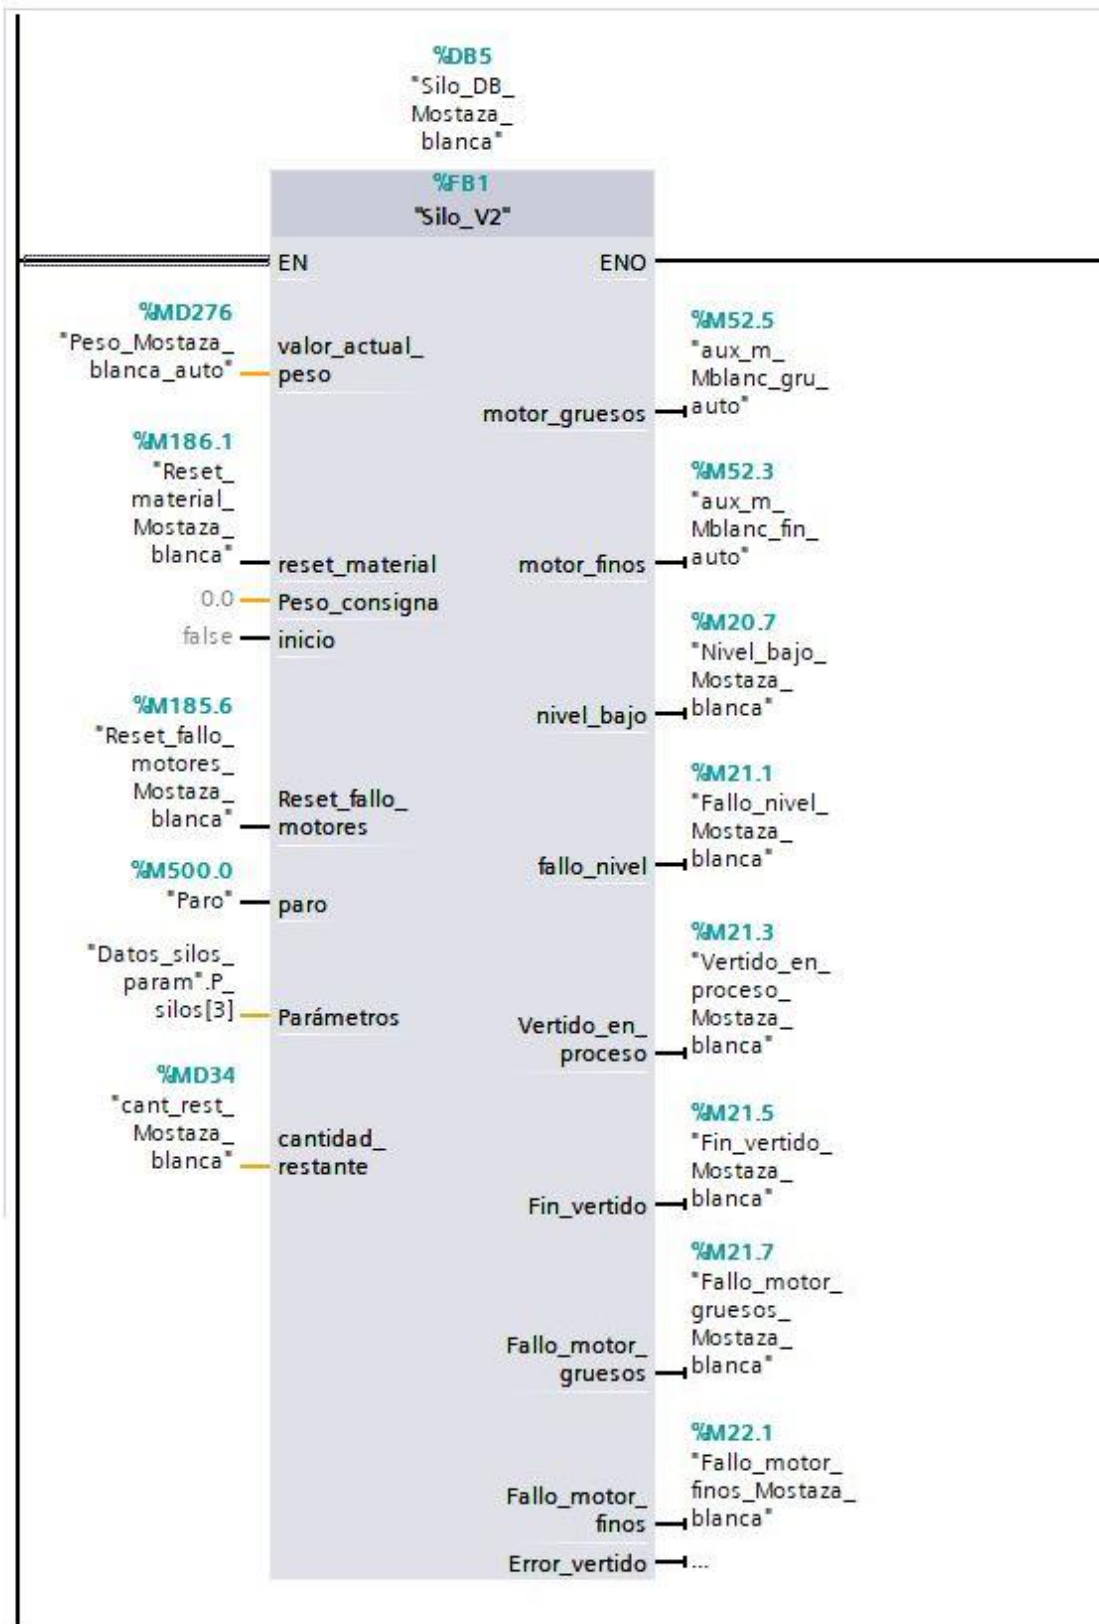 %DB5
"Silo_DB_
Mostaza_
blanca"
%FB1
"Silo_V2"
EN
ENO
%MD276
"Peso_Mostaza_
blanca_auto"
valor_actual_
peso
%M52.5
"aux_m_
Mblanc_gru_
auto"
motor_gruesos
%M186.1
"Reset_
material_
Mostaza_
blanca"
reset_material
%M52.3
"aux_m_
Mblanc_fin_
auto"
motor_finos
0.0
Peso_consigna
false
inicio
%M20.7
"Nivel_bajo_
Mostaza_
blanca"
nivel_bajo
%M185.6
"Reset_fallo_
motores_
Mostaza_
blanca"
Reset_fallo_
motores
%M21.1
"Fallo_nivel_
Mostaza_
blanca"
fallo_nivel
%M500.0
"Paro"
paro
"Datos_silos_
param".P_
silos[3]
Parámetros
%M21.3
"Vertido_en_
proceso_
Mostaza_
blanca"
Vertido_en_
proceso
%MD34
"cant_rest_
Mostaza_
blanca"
cantidad_
restante
%M21.5
"Fin_vertido_
Mostaza_
blanca"
Fin_vertido
%M21.7
"Fallo_motor_
gruesos_
Mostaza_
blanca"
Fallo_motor_
gruesos
%M22.1
"Fallo_motor_
finos_Mostaza_
blanca"
Fallo_motor_
finos
Error_vertido
...